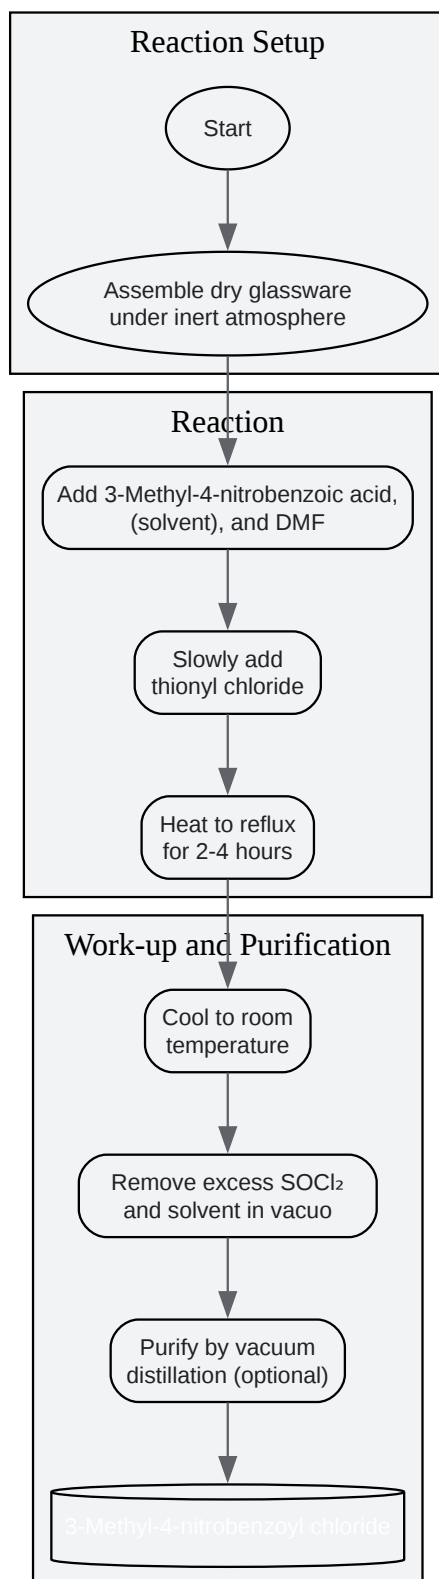 Reaction Setup
Start
Assemble dry glassware
under inert atmosphere
Reaction
Add 3-Methyl-4-nitrobenzoic acid,
(solvent), and DMF
Slowly add
thionyl chloride
Heat to reflux
for 2-4 hours
Work-up and Purification
Cool to room
temperature
Remove excess SOCl₂
and solvent in vacuo
Purify by vacuum
distillation (optional)
3-Methyl-4-nitrobenzoyl chloride